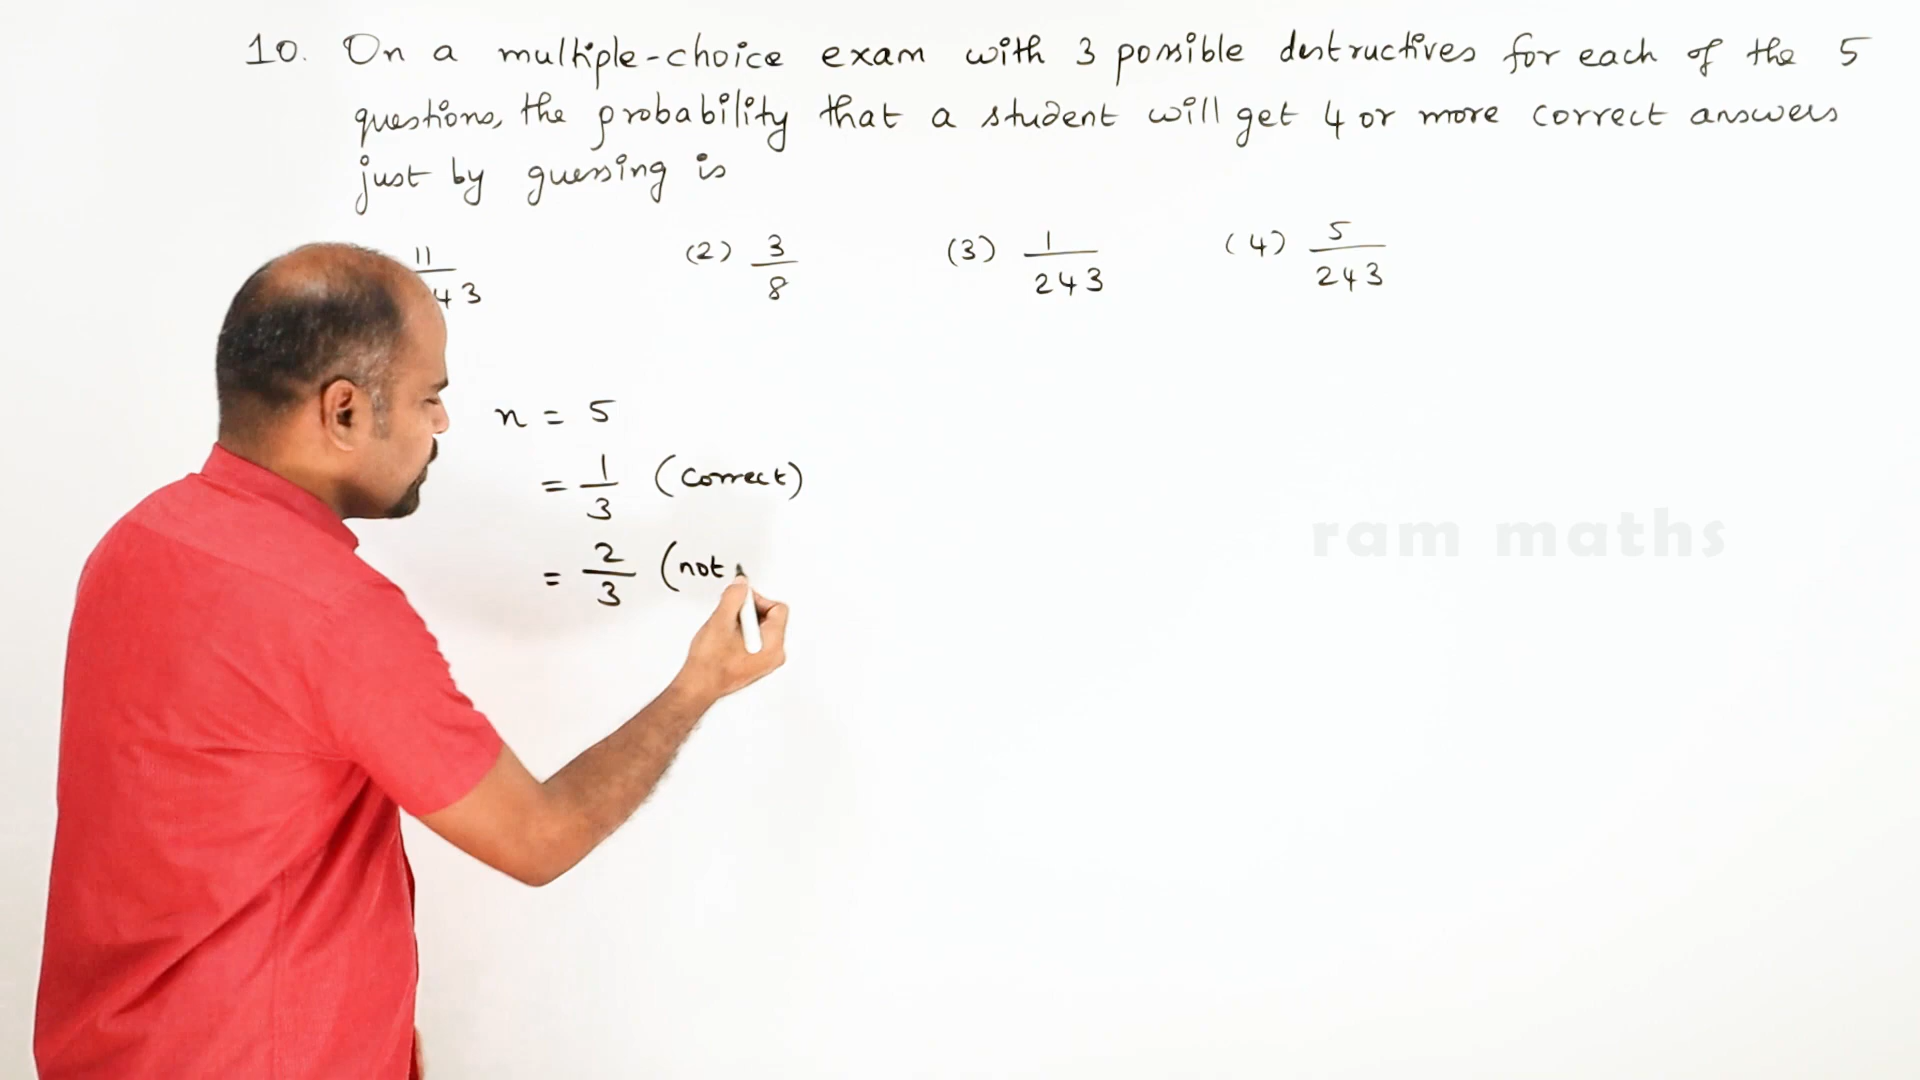 10. On a multiple-choice exam with 3 possible destructives for each of the 5
questions, the probability that a student will get 4 or more correct answers
just by guessing is
11/43 (2) 3/8 (3) 1/243 (4) 5/243
n = 5
= 1/3 (correct)
= 2/3 (not
ram maths